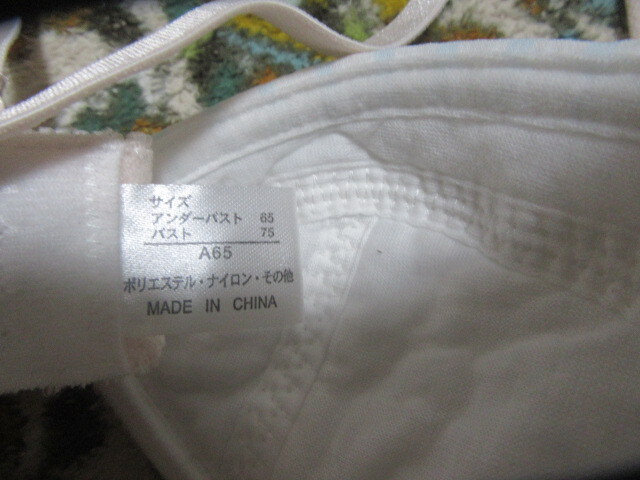 サイズ
アンダーバスト 65
バスト 75
A65
ポリエステル・ナイロン・その他
MADE IN CHINA